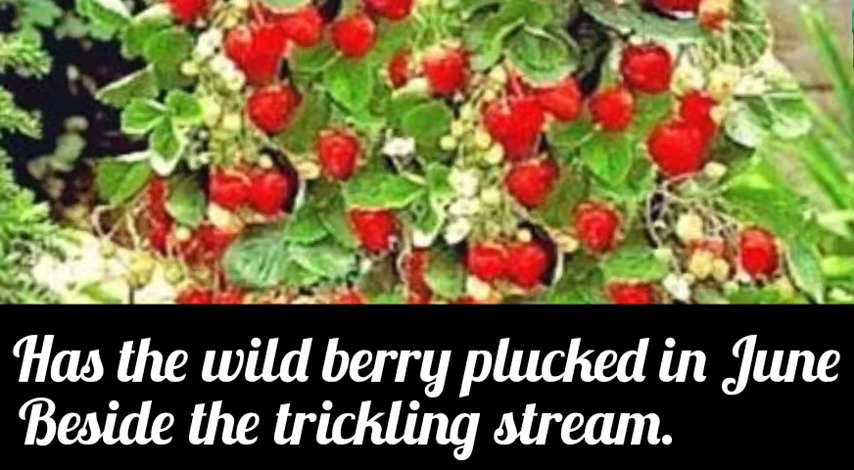 Has the wild berry plucked in June
Beside the trickling stream.